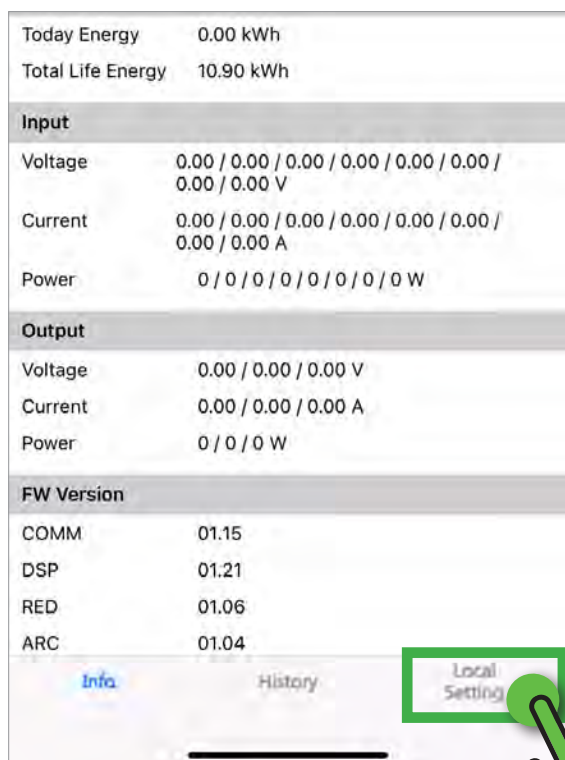 Today Energy 0.00 kWh
Total Life Energy 10.90 kWh
Input
Voltage 0.00 / 0.00 / 0.00 / 0.00 / 0.00 / 0.00 /
0.00 / 0.00 V
Current 0.00 / 0.00 / 0.00 / 0.00 / 0.00 / 0.00 /
0.00 / 0.00 A
Power 0 / 0 / 0 / 0 / 0 / 0 / 0 / 0 W
Output
Voltage 0.00 / 0.00 / 0.00 V
Current 0.00 / 0.00 / 0.00 A
Power 0 / 0 / 0 W
FW Version
COMM 01.15
DSP 01.21
RED 01.06
ARC 01.04
Info History Local
Setting